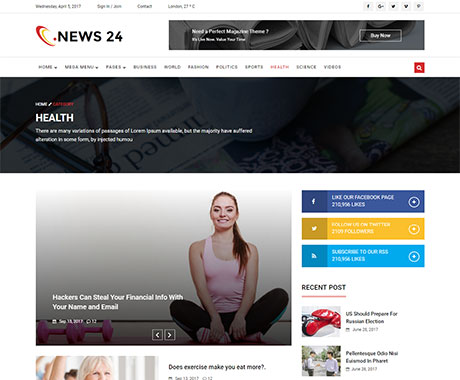 Wednesday, April 5, 2017 Sign In / Join Contact London, 27 ° C
.NEWS 24
Need a Perfect Magazine Theme ?
It's Live Now. Value Your Time
Buy Now
HOME MEGA MENU PAGES BUSINESS WORLD FASHION POLITICS SPORTS HEALTH SCIENCE VIDEOS
HOME CATEGORY
HEALTH
There are many variations of passages of Lorem Ipsum available, but the majority have suffered
alteration in some form, by injected humou
Hackers Can Steal Your Financial Info With
Your Name and Email
Sep 13, 2017 12
LIKE OUR FACEBOOK PAGE
210,956 LIKES
FOLLOW US ON TWITTER
2109 FOLLOWERS
SUBSCRIBE TO OUR RSS
210,956 LIKES
RECENT POST
US Should Prepare For
Russian Election
June 25, 2017
Pellentesque Odio Nisi
Euismod In Pharet
June 28, 2017
Does exercise make you eat more?.
Sep 13, 2017 12